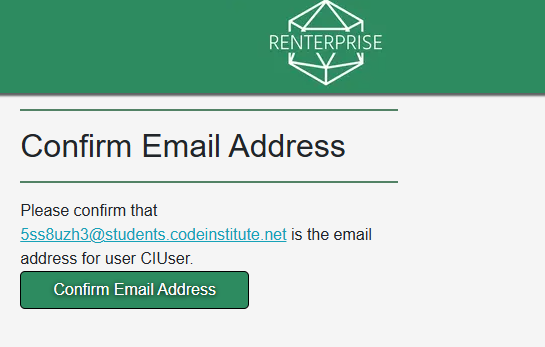 RENTERPRISE
Confirm Email Address
Please confirm that
5ss8uzh3@students.codeinstitute.net is the email
address for user CIUser.
Confirm Email Address